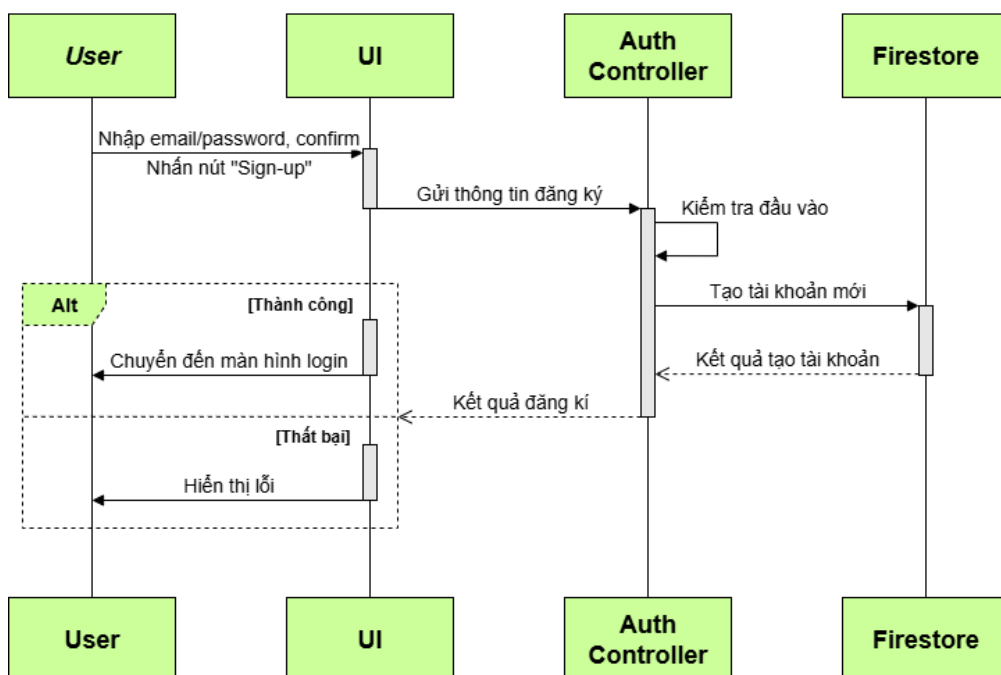 User
UI
Auth
Controller
Firestore
Nhập email/password, confirm
Nhấn nút "Sign-up"
Gửi thông tin đăng ký
Kiểm tra đầu vào
Alt
[Thành công]
Tạo tài khoản mới
Chuyển đến màn hình login
Kết quả tạo tài khoản
Kết quả đăng kí
[Thất bại]
Hiển thị lỗi
User
UI
Auth
Controller
Firestore